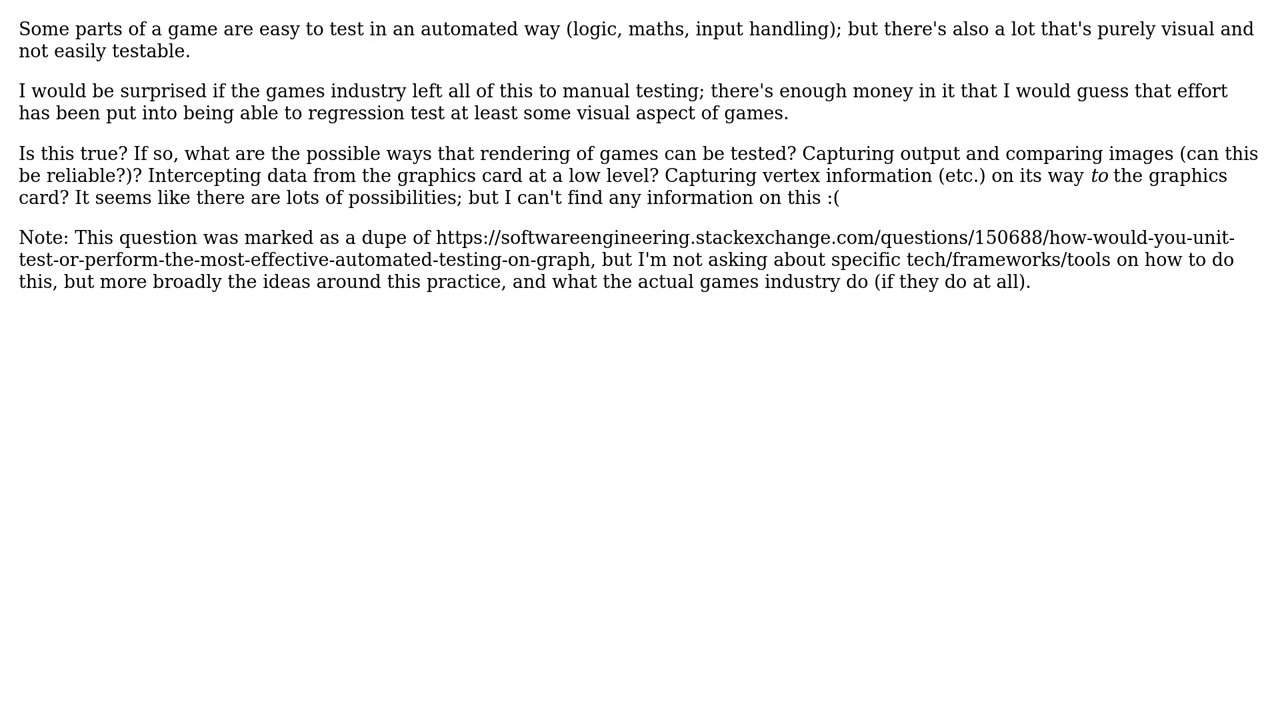 Some parts of a game are easy to test in an automated way (logic, maths, input handling); but there's also a lot that's purely visual and
not easily testable.
I would be surprised if the games industry left all of this to manual testing; there's enough money in it that I would guess that effort
has been put into being able to regression test at least some visual aspect of games.
Is this true? If so, what are the possible ways that rendering of games can be tested? Capturing output and comparing images (can this
be reliable?)? Intercepting data from the graphics card at a low level? Capturing vertex information (etc.) on its way to the graphics
card? It seems like there are lots of possibilities; but I can't find any information on this :(
Note: This question was marked as a dupe of https://softwareengineering.stackexchange.com/questions/150688/how-would-you-unit-
test-or-perform-the-most-effective-automated-testing-on-graph, but I'm not asking about specific tech/frameworks/tools on how to do
this, but more broadly the ideas around this practice, and what the actual games industry do (if they do at all).